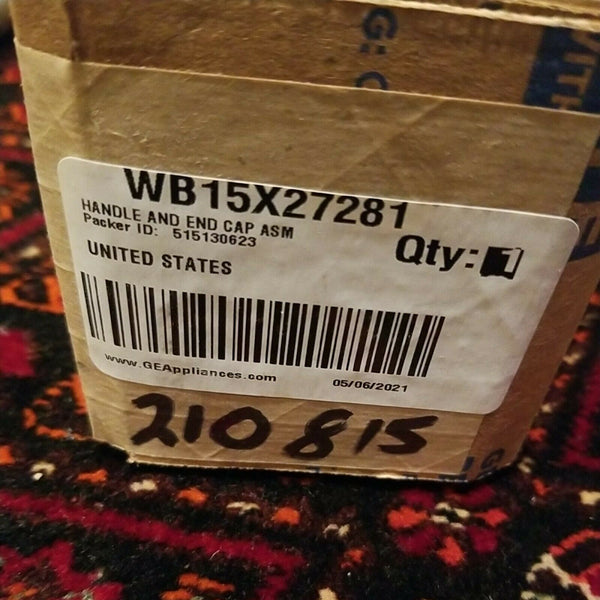 WB15X27281
HANDLE AND END CAP ASM
Packer ID: 515130623
Qty: 1
UNITED STATES
www.GEAppliances.com 05/06/2021
210815